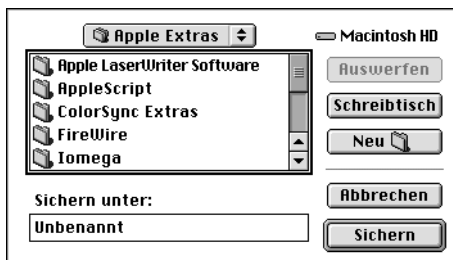 Apple Extras
Macintosh HD
Apple LaserWriter Software
AppleScript
ColorSync Extras
FireWire
Iomega
Auswerfen
Schreibtisch
Neu
Sichern unter:
Unbenannt
Abbrechen
Sichern